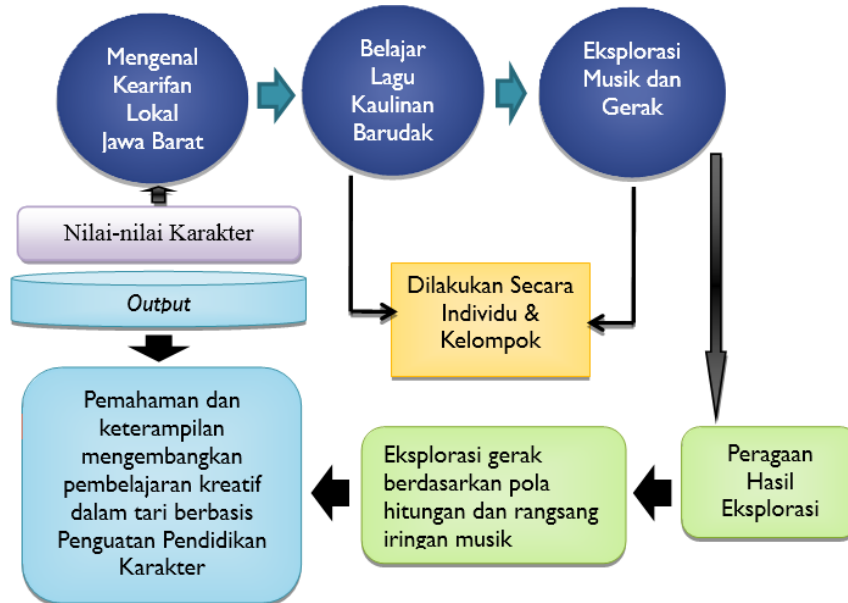 Mengenal
Kearifan
Lokal
Jawa Barat
Belajar
Lagu
Kaulinan
Barudak
Eksplorasi
Musik dan
Gerak
Nilai-nilai Karakter
Output
Dilakukan Secara
Individu &
Kelompok
Pemahaman dan
keterampilan
mengembangkan
pembelajaran kreatif
dalam tari berbasis
Penguatan Pendidikan
Karakter
Eksplorasi gerak
berdasarkan pola
hitungan dan rangsang
iringan musik
Peragaan
Hasil
Eksplorasi